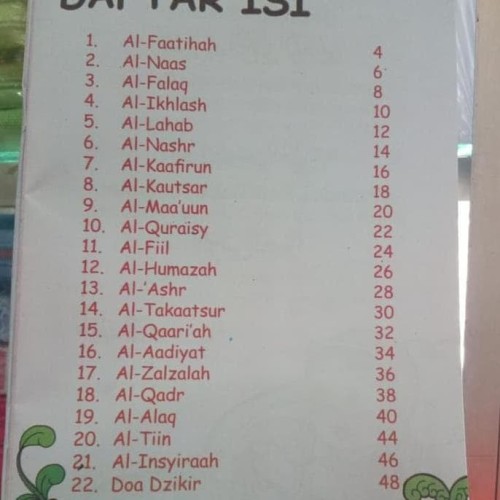 DAFTAR ISI
1. Al-Faatihah 4
2. Al-Naas 6
3. Al-Falaq 8
4. Al-Ikhlash 10
5. Al-Lahab 12
6. Al-Nashr 14
7. Al-Kaafirun 16
8. Al-Kautsar 18
9. Al-Maa'uun 20
10. Al-Quraisy 22
11. Al-Fiil 24
12. Al-Humazah 26
13. Al-'Ashr 28
14. Al-Takaatsur 30
15. Al-Qaari'ah 32
16. Al-Aadiyat 34
17. Al-Zalzalah 36
18. Al-Qadr 38
19. Al-Alaq 40
20. Al-Tiin 44
21. Al-Insyiraah 46
22. Doa Dzikir 48